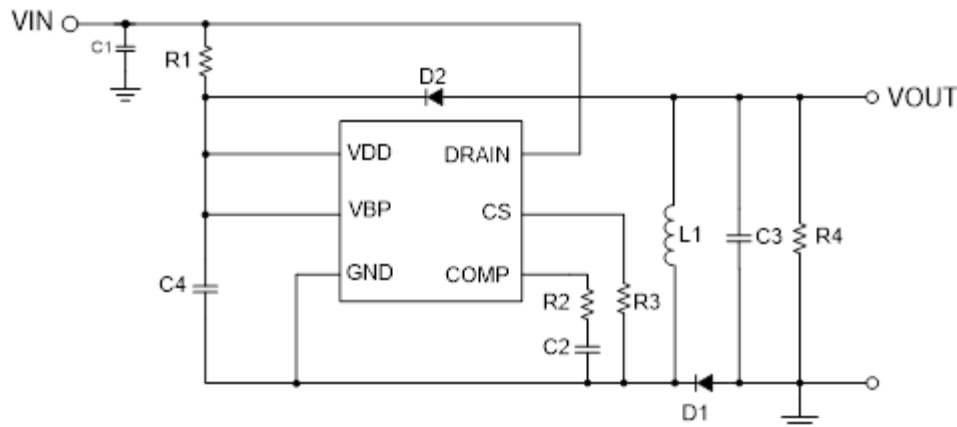 VIN
C1
R1
D2
VOUT
VDD
DRAIN
VBP
CS
GND
COMP
L1
C3
R4
C4
R2
R3
C2
D1